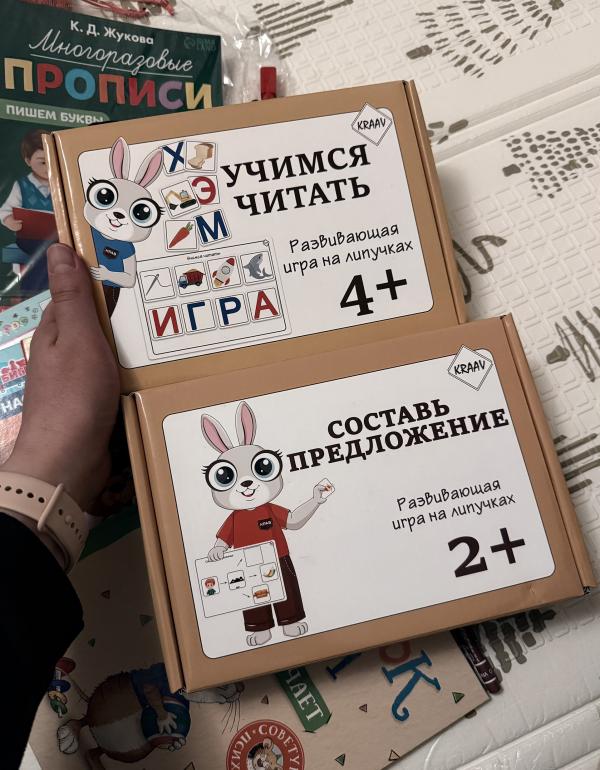 К. Д. Жукова
Многоразовые
ПРОПИСИ
ПИШЕМ БУКВЫ
KRAAV
Х
Э
М
УЧИМСЯ
ЧИТАТЬ
Развивающая
игра на липучках
4+
ИГРА
KRAAV
СОСТАВЬ
ПРЕДЛОЖЕНИЕ
Развивающая
игра на липучках
2+